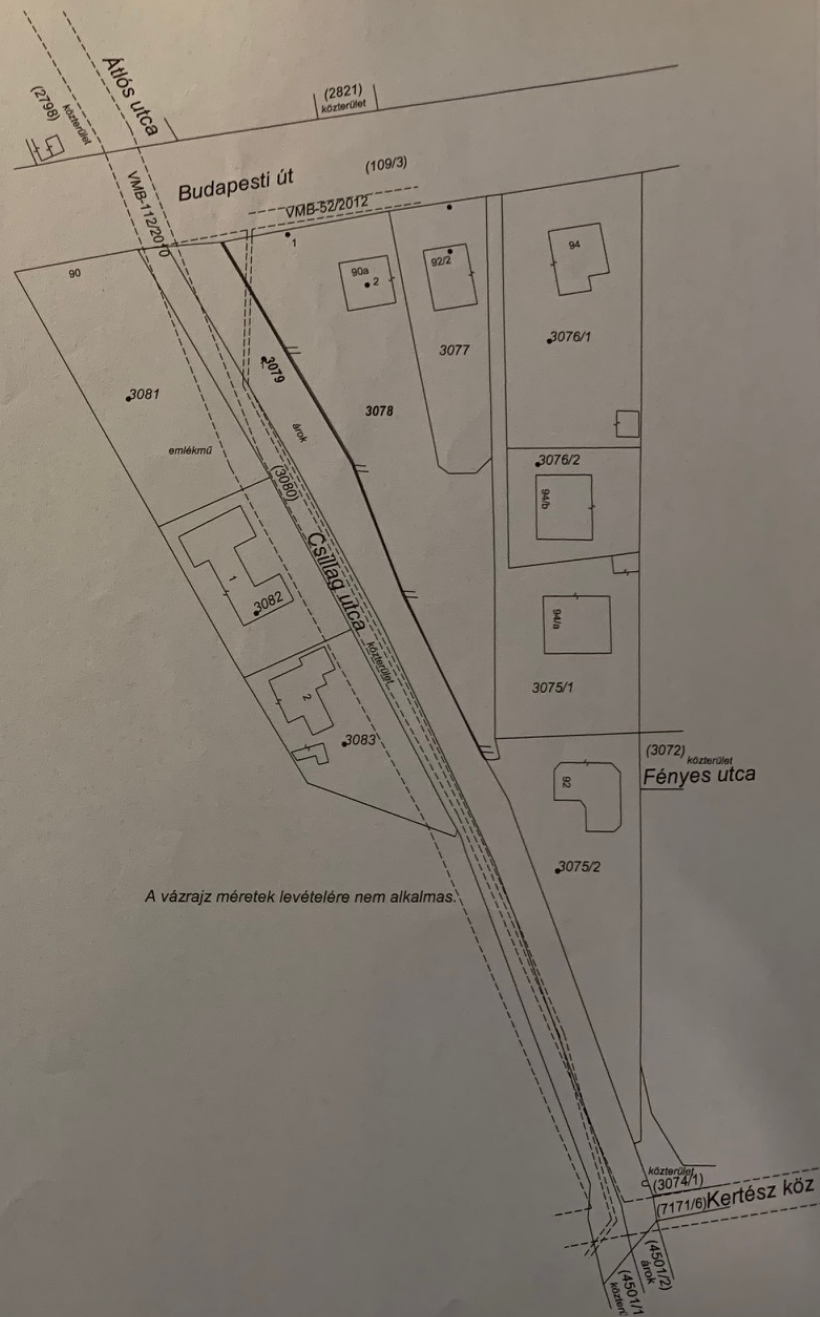 Átlós utca
(2798)
közterület
(2821)
közterület
Budapesti út
(109/3)
VMB-112/2010
VMB-52/2012
90
1
90a
2
92/2
94
3079
3077
3076/1
3081
3078
árok
emlékmű
(3080)
3076/2
94/b
Csillag utca
1
3082
94/a
közterület
2
3075/1
3083
(3072)
közterület
Fényes utca
92
3075/2
A vázrajz méretek levételére nem alkalmas.
közterület
(3074/1)
(7171/6)
Kertész köz
(4501/2)
árok
(4501/1